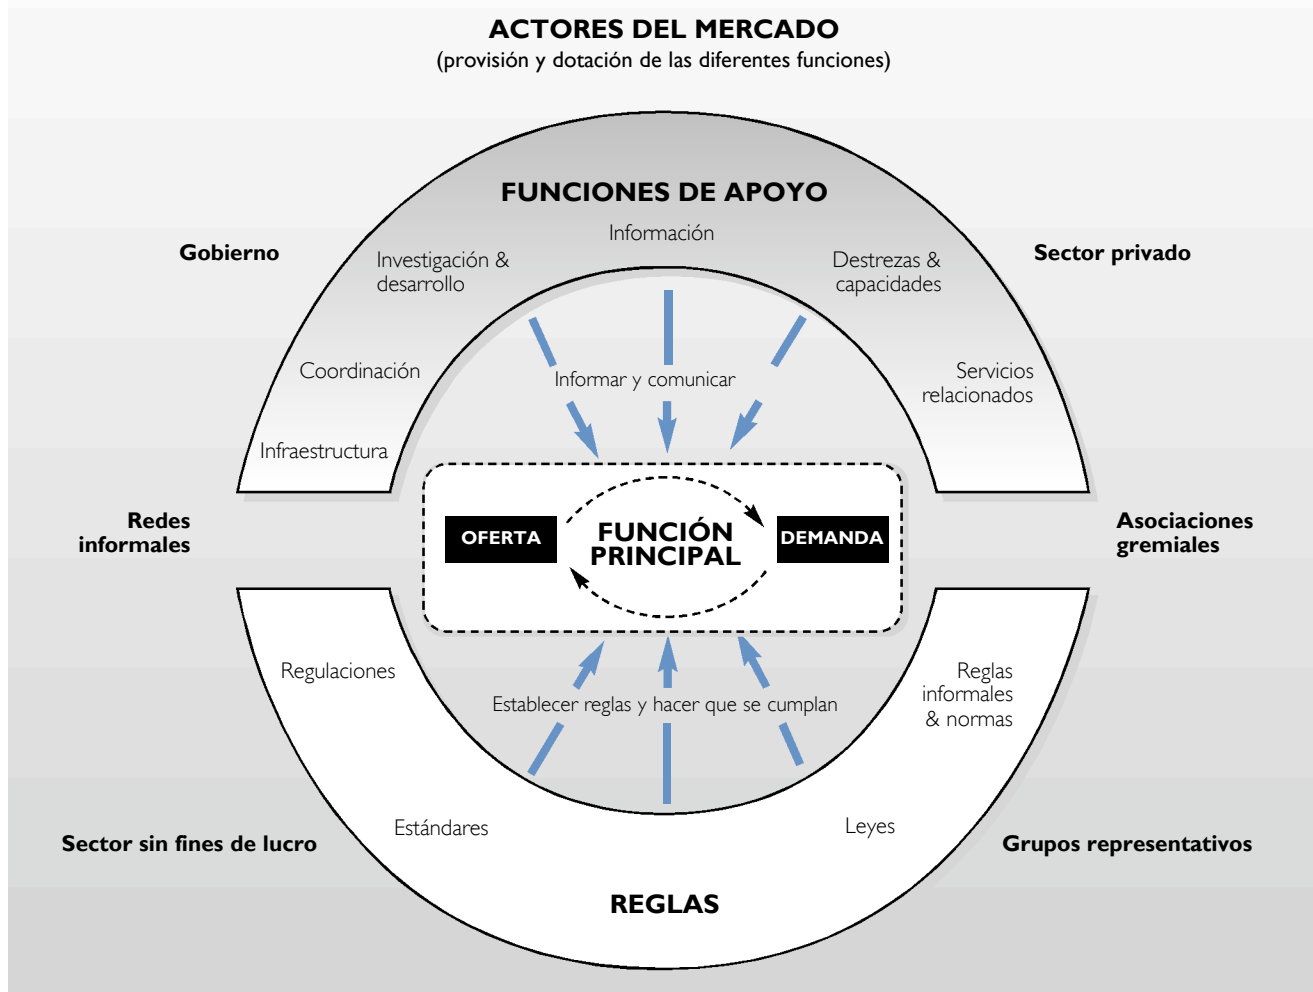 ACTORES DEL MERCADO
(provisión y dotación de las diferentes funciones)
FUNCIONES DE APOYO
Información
Gobierno
Investigación &
desarrollo
Destrezas &
capacidades
Sector privado
Coordinación
Informar y comunicar
Servicios
relacionados
Infraestructura
Redes
informales
OFERTA
FUNCIÓN
PRINCIPAL
DEMANDA
Asociaciones
gremiales
Regulaciones
Establecer reglas y hacer que se cumplan
Reglas
informales
& normas
Estándares
Leyes
Sector sin fines de lucro
Grupos representativos
REGLAS